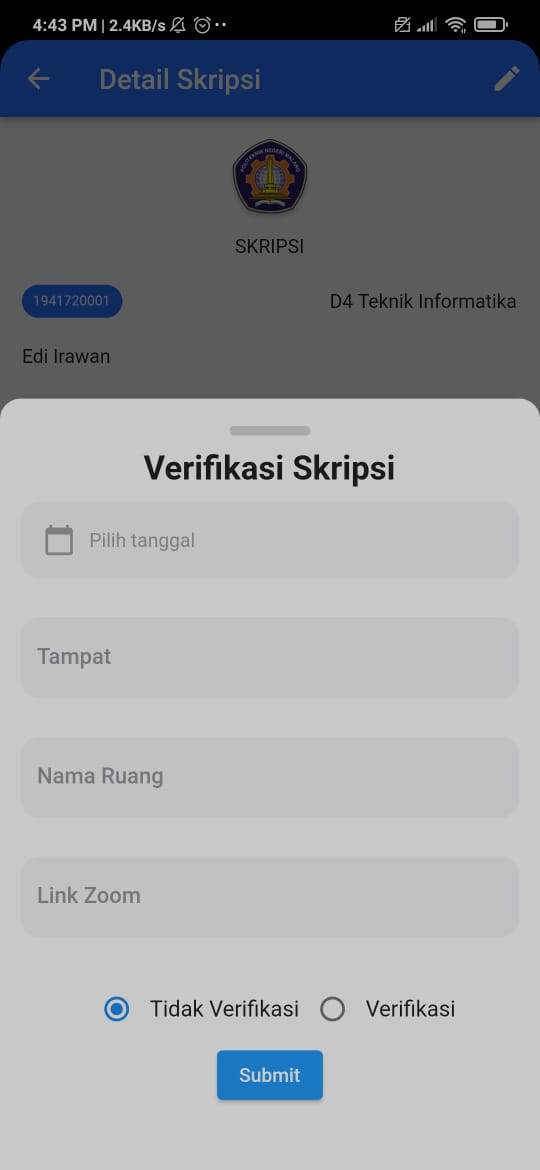 4:43 PM | 2.4KB/s
Detail Skripsi
POLITEKNIK NEGERI MALANG
SKRIPSI
1941720001
D4 Teknik Informatika
Edi Irawan
Verifikasi Skripsi
Pilih tanggal
Tampat
Nama Ruang
Link Zoom
Tidak Verifikasi
Verifikasi
Submit